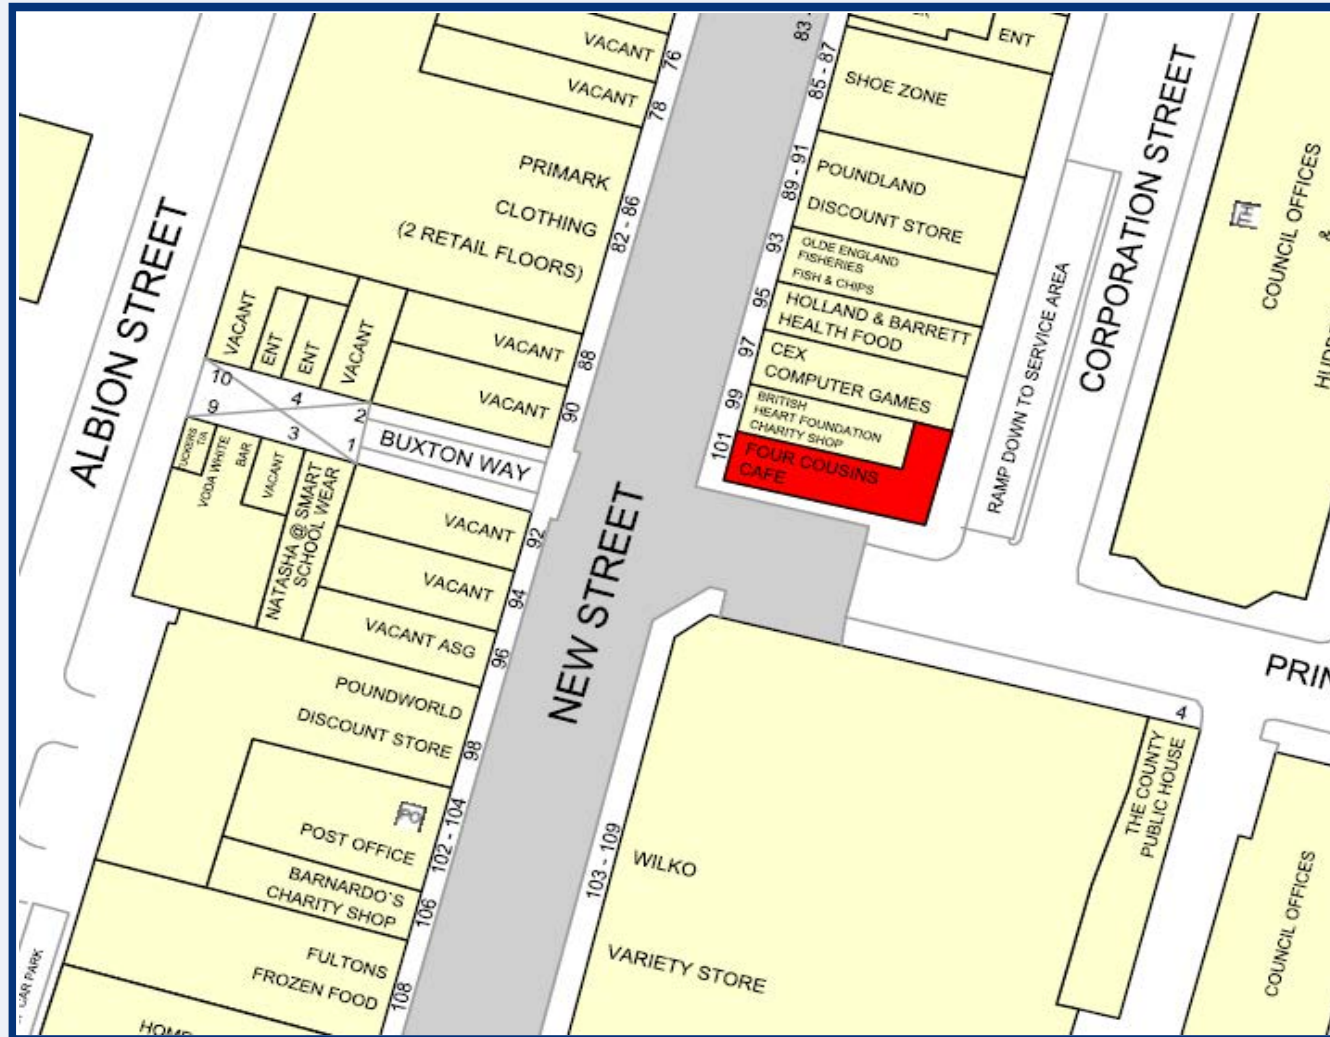 VACANT
76
VACANT
78
PRIMARK
CLOTHING
(2 RETAIL FLOORS)
82 - 86
VACANT
88
VACANT
90
VACANT
ENT
ENT
VACANT
10
4
2
9
3
1
BUXTON WAY
ALBION STREET
VODA WHITE
BAR
VACANT
NATASHA @ SMART
SCHOOL WEAR
VACANT
92
VACANT
94
VACANT ASG
96
POUNDWORLD
DISCOUNT STORE
98
POST OFFICE
PO
102 - 104
BARNARDO`S
CHARITY SHOP
106
FULTONS
FROZEN FOOD
108
CAR PARK
NEW STREET
83
ENT
SHOE ZONE
85 - 87
POUNDLAND
DISCOUNT STORE
89 - 91
OLDE ENGLAND
FISHERIES
FISH & CHIPS
93
HOLLAND & BARRETT
HEALTH FOOD
95
CEX
COMPUTER GAMES
97
BRITISH
HEART FOUNDATION
CHARITY SHOP
99
FOUR COUSINS
CAFE
101
RAMP DOWN TO SERVICE AREA
CORPORATION STREET
TH
COUNCIL OFFICES
&
WILKO
VARIETY STORE
103 - 109
4
THE COUNTY
PUBLIC HOUSE
COUNCIL OFFICES